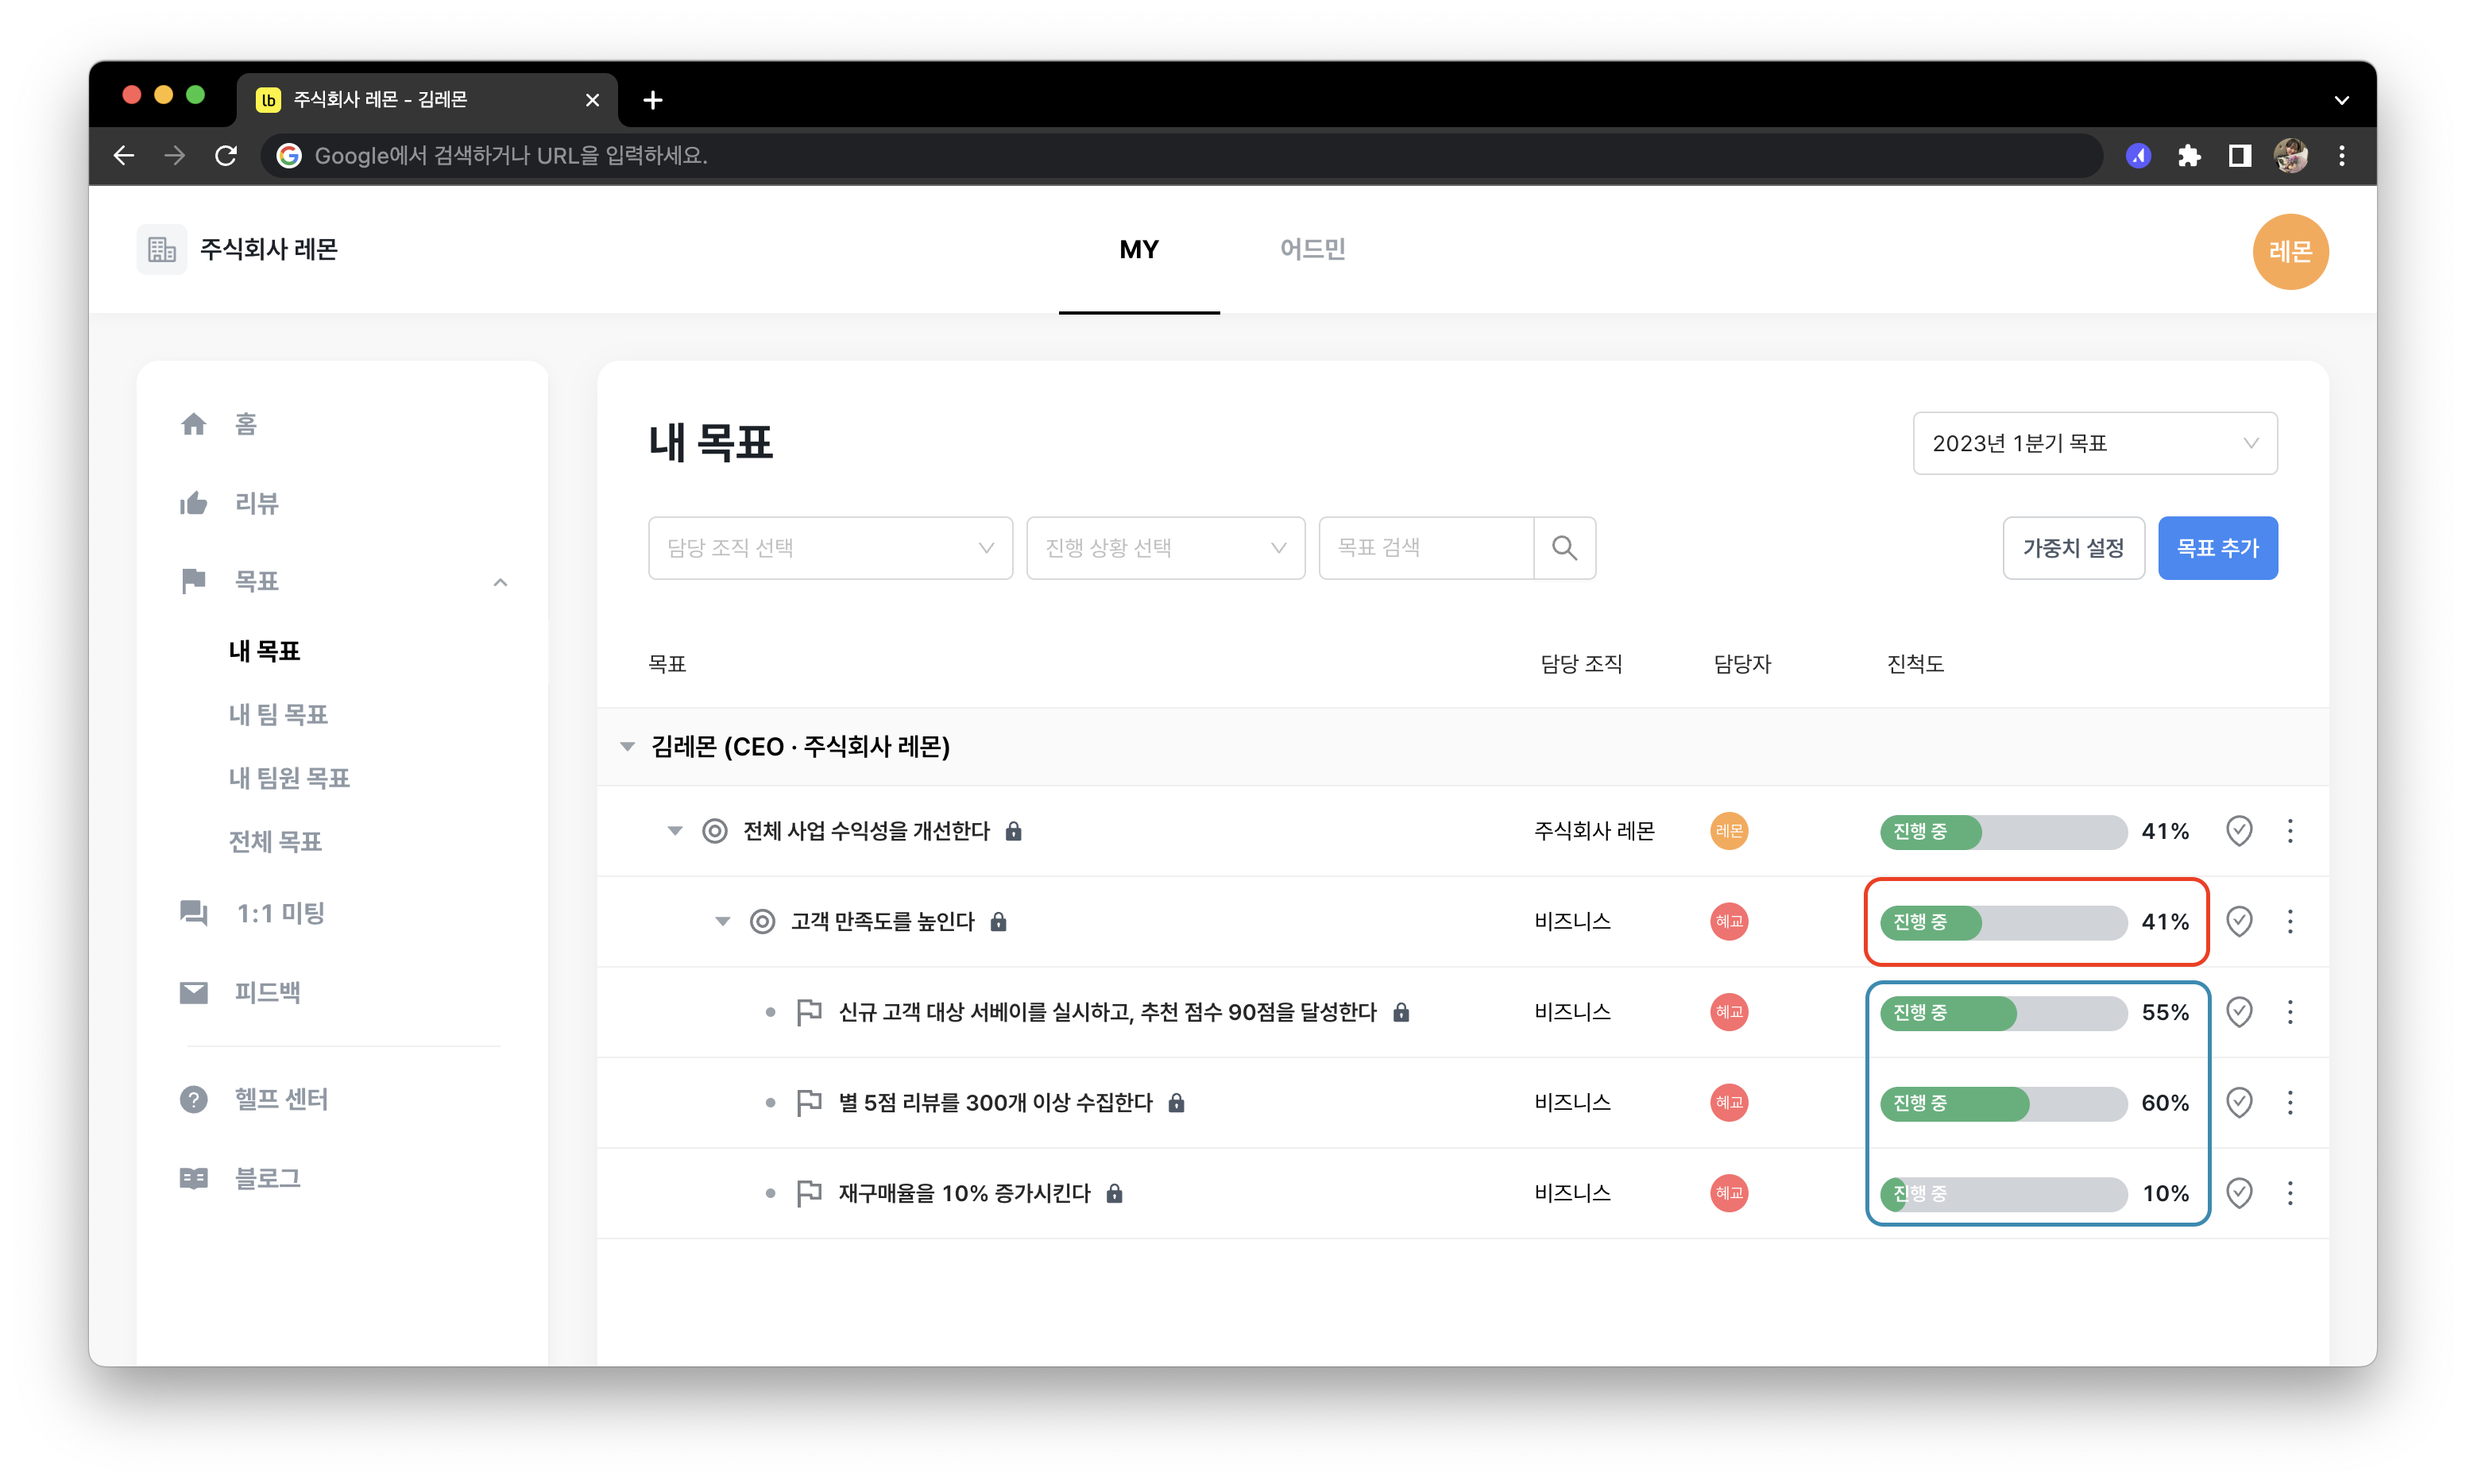 lb 주식회사 레몬 - 김레몬
Google에서 검색하거나 URL을 입력하세요.
주식회사 레몬
MY
어드민
레몬
홈
리뷰
목표
내 목표
내 팀 목표
내 팀원 목표
전체 목표
1:1 미팅
피드백
헬프 센터
블로그
내 목표
2023년 1분기 목표
담당 조직 선택
진행 상황 선택
목표 검색
가중치 설정
목표 추가
목표 담당 조직 담당자 진척도
김레몬 (CEO · 주식회사 레몬)
전체 사업 수익성을 개선한다 주식회사 레몬 레몬 진행 중 41%
고객 만족도를 높인다 비즈니스 혜교 진행 중 41%
신규 고객 대상 서베이를 실시하고, 추천 점수 90점을 달성한다 비즈니스 혜교 진행 중 55%
별 5점 리뷰를 300개 이상 수집한다 비즈니스 혜교 진행 중 60%
재구매율을 10% 증가시킨다 비즈니스 혜교 진행 중 10%